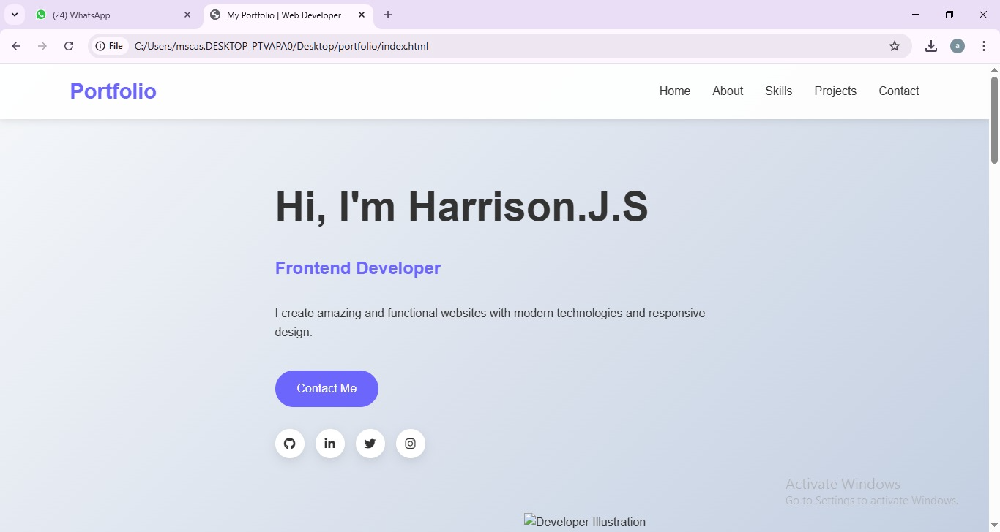 (24) WhatsApp
My Portfolio | Web Developer
File
C:/Users/mscas.DESKTOP-PTVAPA0/Desktop/portfolio/index.html
a
Portfolio
Home
About
Skills
Projects
Contact
Hi, I'm Harrison.J.S
Frontend Developer
I create amazing and functional websites with modern technologies and responsive
design.
Contact Me
in
Activate Windows
Go to Settings to activate Windows.
Developer Illustration